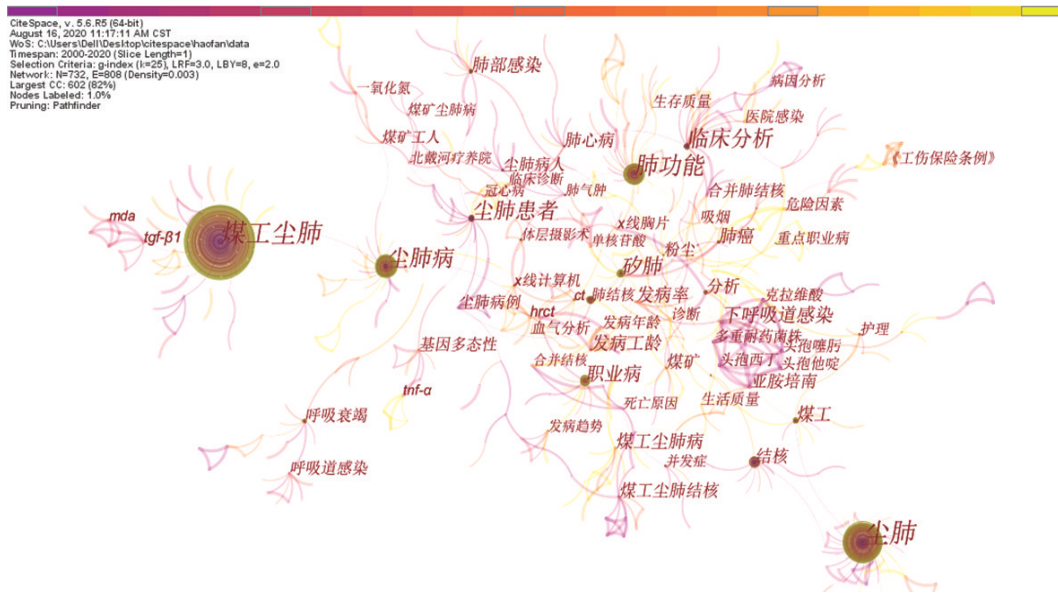 CiteSpace, v. 5.6.R5 (64-bit)
August 16, 2020 11:17:11 AM CST
WoS: C:\Users\Dell\Desktop\citespace\haofan\data
Timespan: 2000-2020 (Slice Length=1)
Selection Criteria: g-index (k=25), LRF=3.0, LBY=8, e=2.0
Network: N=732, E=808 (Density=0.003)
Largest CC: 602 (82%)
Nodes Labeled: 1.0%
Pruning: Pathfinder
肺部感染
病因分析
一氧化氮
生存质量
煤矿尘肺病
医院感染
煤矿工人
肺心病
临床分析
北戴河疗养院
尘肺病人
肺功能
《工伤保险条例》
临床诊断
冠心病
肺气肿
合并肺结核
危险因素
mda
尘肺患者
x线胸片
吸烟
tgf-β1
煤工尘肺
体层摄影术
单核苷酸
肺癌
重点职业病
尘肺病
粉尘
矽肺
x线计算机
分析
尘肺病例
ct
肺结核
发病率
克拉维酸
hrct
诊断
下呼吸道感染
血气分析
发病年龄
多重耐药菌株
护理
基因多态性
发病工龄
头孢噻肟
合并结核
煤矿
头孢西丁
头孢他啶
tnf-α
职业病
亚胺培南
死亡原因
生活质量
呼吸衰竭
煤工
发病趋势
煤工尘肺病
结核
呼吸道感染
并发症
煤工尘肺结核
尘肺